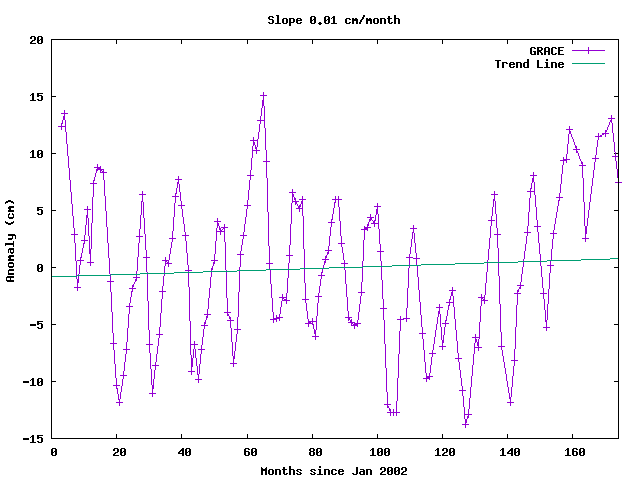 Slope 0.01 cm/month
GRACE
Trend Line
20
15
10
5
0
-5
-10
-15
Anomaly (cm)
0 20 40 60 80 100 120 140 160
Months since Jan 2002